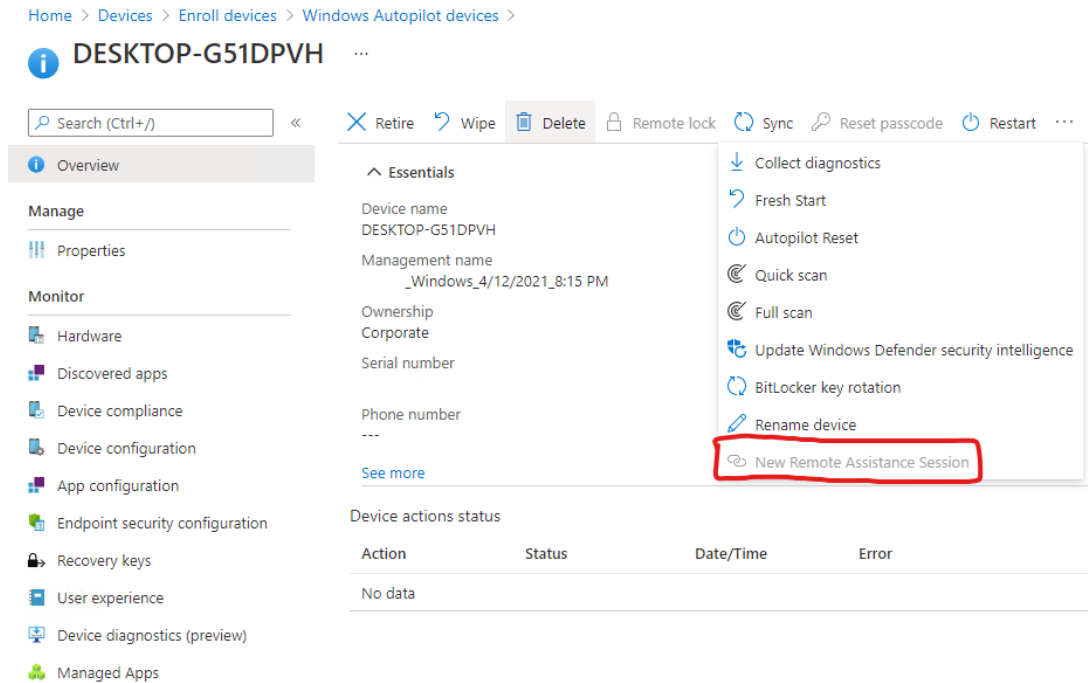 Home > Devices > Enroll devices > Windows Autopilot devices >
DESKTOP-G51DPVH ...
Search (Ctrl+/) «
Retire Wipe Delete Remote lock Sync Reset passcode Restart ...
Overview
Manage
Properties
Monitor
Hardware
Discovered apps
Device compliance
Device configuration
App configuration
Endpoint security configuration
Recovery keys
User experience
Device diagnostics (preview)
Managed Apps
Essentials
Device name
DESKTOP-G51DPVH
Management name
_Windows_4/12/2021_8:15 PM
Ownership
Corporate
Serial number
Phone number
---
See more
Collect diagnostics
Fresh Start
Autopilot Reset
Quick scan
Full scan
Update Windows Defender security intelligence
BitLocker key rotation
Rename device
New Remote Assistance Session
Device actions status
Action Status Date/Time Error
No data